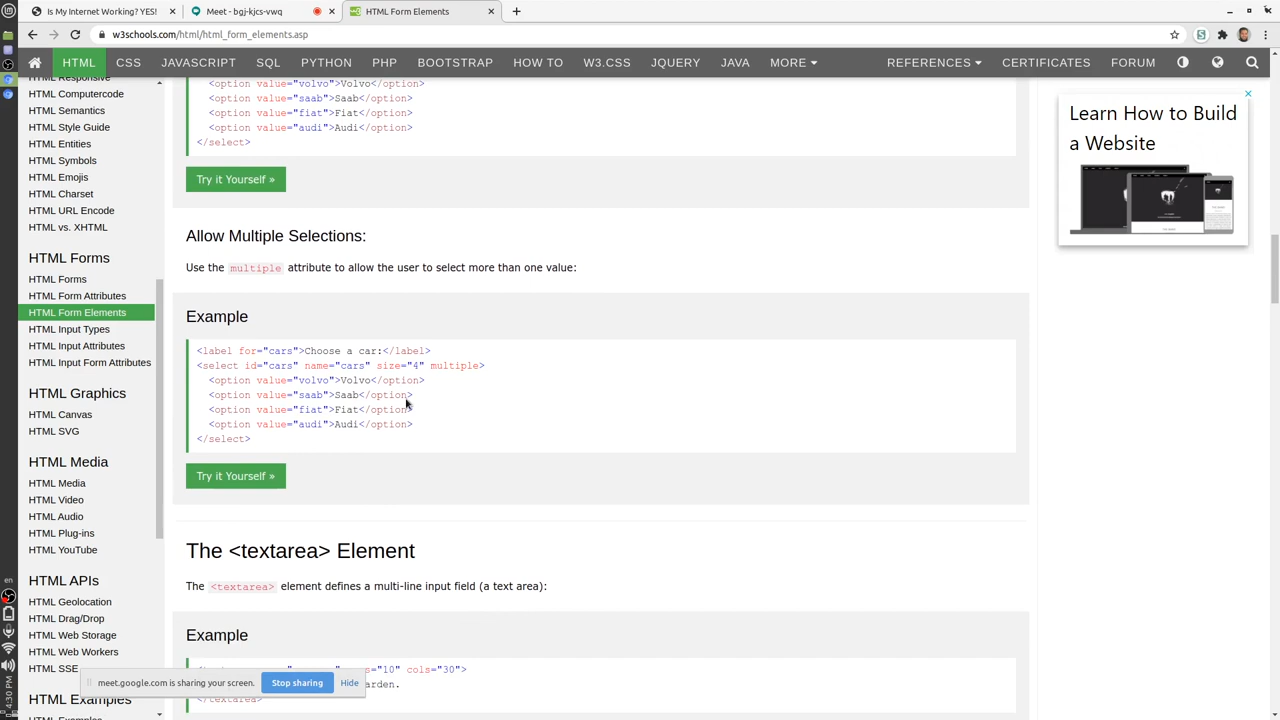 Is My Internet Working? YES!
Meet - bgj-kjcs-vwq
HTML Form Elements
w3schools.com/html/html_form_elements.asp
HTML
CSS
JAVASCRIPT
SQL
PYTHON
PHP
BOOTSTRAP
HOW TO
W3.CSS
JQUERY
JAVA
MORE
REFERENCES
CERTIFICATES
FORUM
HTML Responsive
HTML Computercode
HTML Semantics
HTML Style Guide
HTML Entities
HTML Symbols
HTML Emojis
HTML Charset
HTML URL Encode
HTML vs. XHTML
HTML Forms
HTML Forms
HTML Form Attributes
HTML Form Elements
HTML Input Types
HTML Input Attributes
HTML Input Form Attributes
HTML Graphics
HTML Canvas
HTML SVG
HTML Media
HTML Media
HTML Video
HTML Audio
HTML Plug-ins
HTML YouTube
HTML APIs
HTML Geolocation
HTML Drag/Drop
HTML Web Storage
HTML Web Workers
HTML SSE
HTML Examples
<option value="volvo">Volvo</option>
<option value="saab">Saab</option>
<option value="fiat">Fiat</option>
<option value="audi">Audi</option>
</select>
Try it Yourself »
Allow Multiple Selections:
Use the multiple attribute to allow the user to select more than one value:
Example
<label for="cars">Choose a car:</label>
<select id="cars" name="cars" size="4" multiple>
<option value="volvo">Volvo</option>
<option value="saab">Saab</option>
<option value="fiat">Fiat</option>
<option value="audi">Audi</option>
</select>
Try it Yourself »
The <textarea> Element
The <textarea> element defines a multi-line input field (a text area):
Example
="10" cols="30">
arden.
</textarea>
Learn How to Build
a Website
meet.google.com is sharing your screen.
Stop sharing
Hide
en
4:30 PM